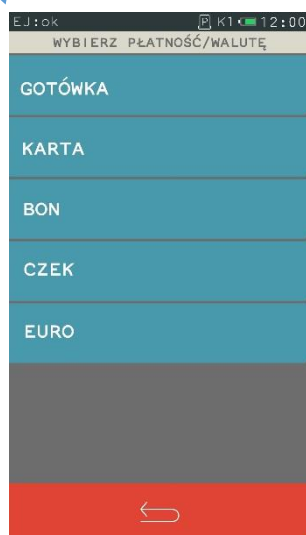 EJ:ok P K1 12:00
WYBIERZ PŁATNOŚĆ/WALUTĘ
GOTÓWKA
KARTA
BON
CZEK
EURO